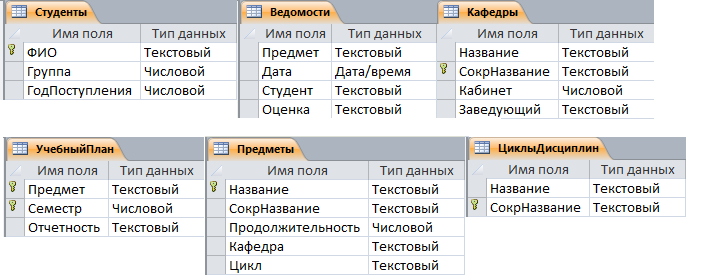 Студенты
Имя поля Тип данных
ФИО Текстовый
Группа Числовой
ГодПоступления Числовой
Ведомости
Имя поля Тип данных
Предмет Текстовый
Дата Дата/время
Студент Текстовый
Оценка Текстовый
Кафедры
Имя поля Тип данных
Название Текстовый
СокрНазвание Текстовый
Кабинет Числовой
Заведующий Текстовый
УчебныйПлан
Имя поля Тип данных
Предмет Текстовый
Семестр Числовой
Отчетность Текстовый
Предметы
Имя поля Тип данных
Название Текстовый
СокрНазвание Текстовый
Продолжительность Числовой
Кафедра Текстовый
Цикл Текстовый
ЦиклыДисциплин
Имя поля Тип данных
Название Текстовый
СокрНазвание Текстовый